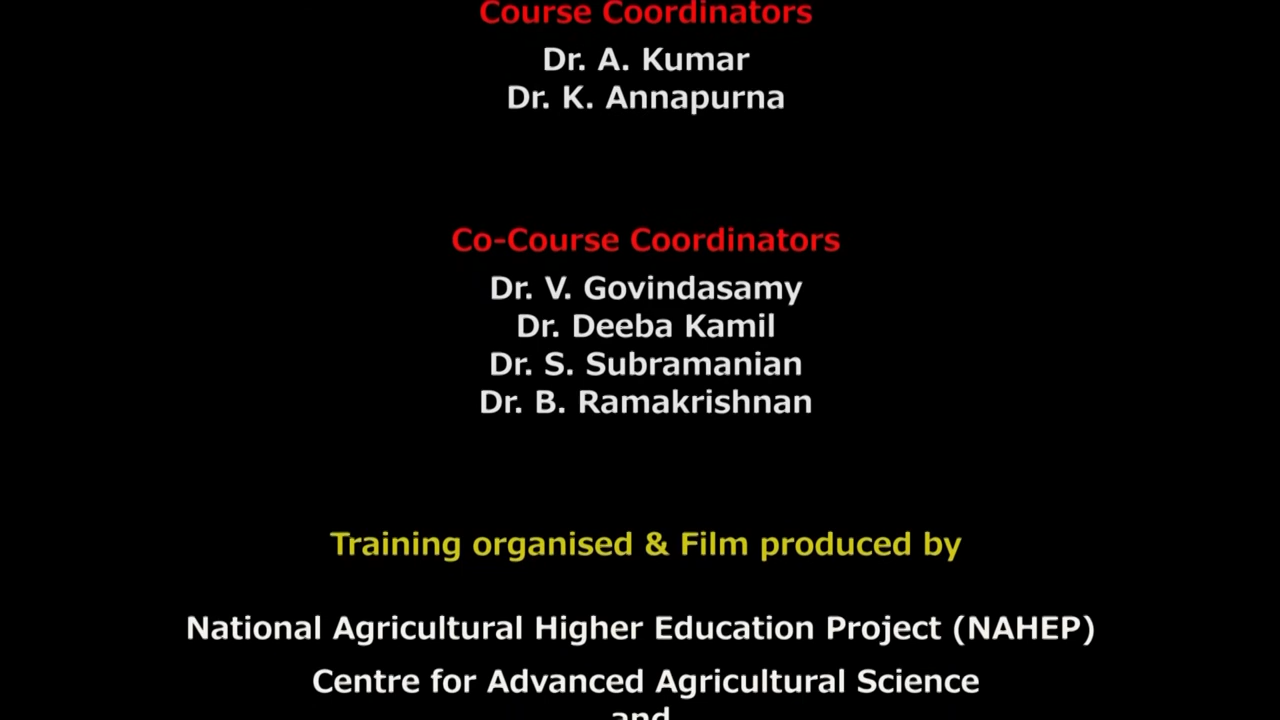 Course Coordinators
Dr. A. Kumar
Dr. K. Annapurna
Co-Course Coordinators
Dr. V. Govindasamy
Dr. Deeba Kamil
Dr. S. Subramanian
Dr. B. Ramakrishnan
Training organised & Film produced by
National Agricultural Higher Education Project (NAHEP)
Centre for Advanced Agricultural Science
and